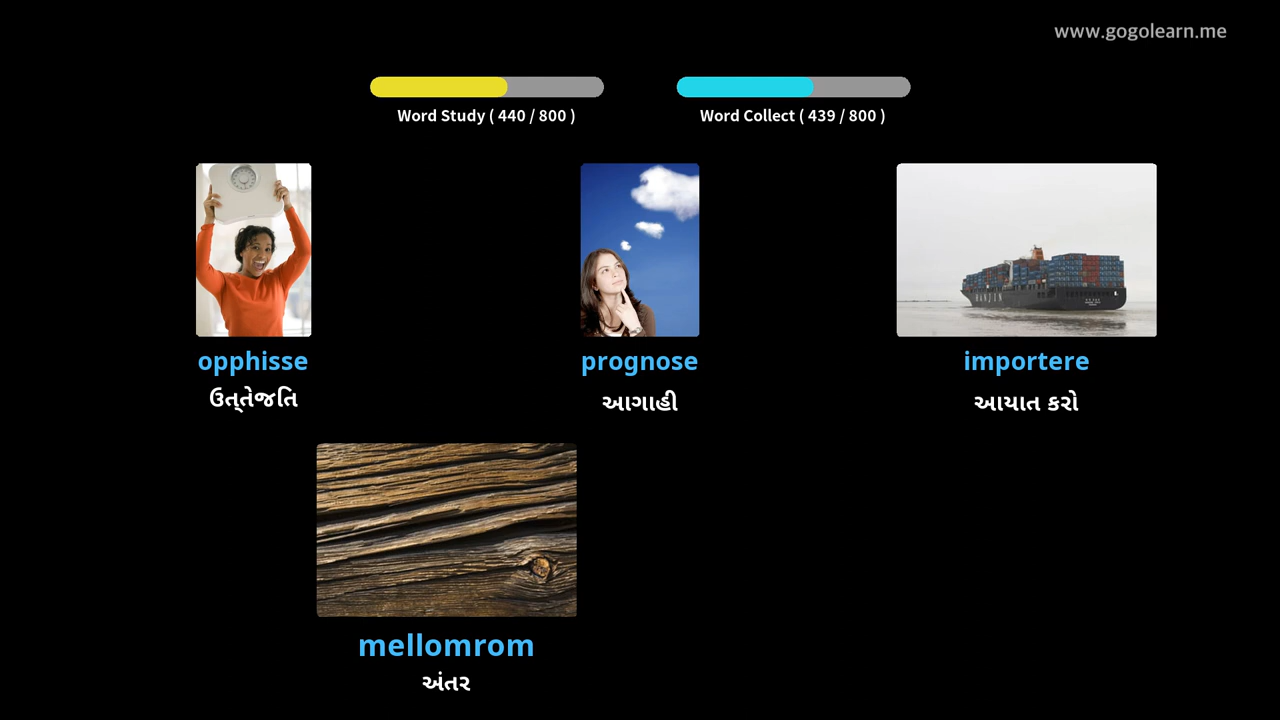 www.gogolearn.me
Word Study ( 440 / 800 )
Word Collect ( 439 / 800 )
opphisse
prognose
importere
ઉત્તેજતિ
આગાહી
આયાત કરો
HANJIN
mellomrom
અંતર